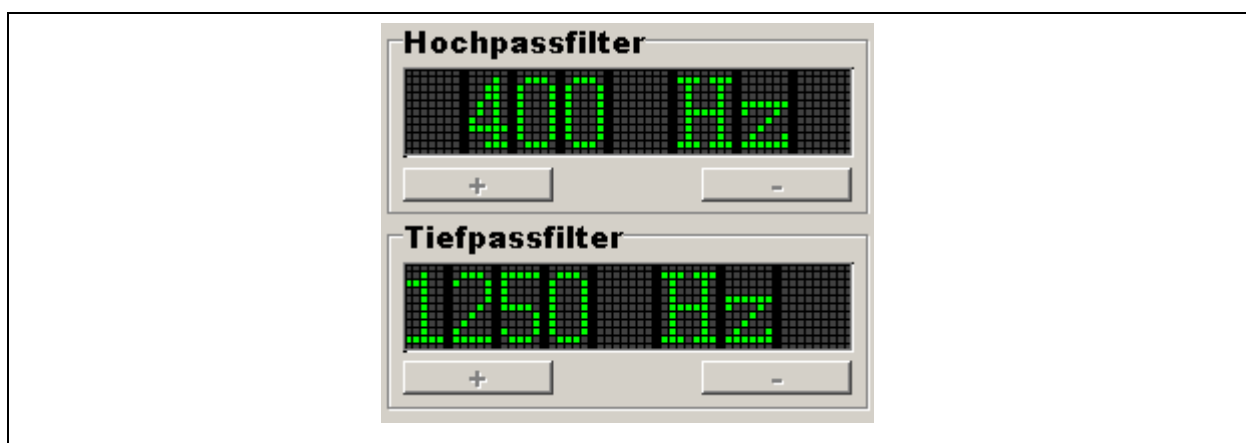 Hochpassfilter
400 Hz
+ -
Tiefpassfilter
1250 Hz
+ -